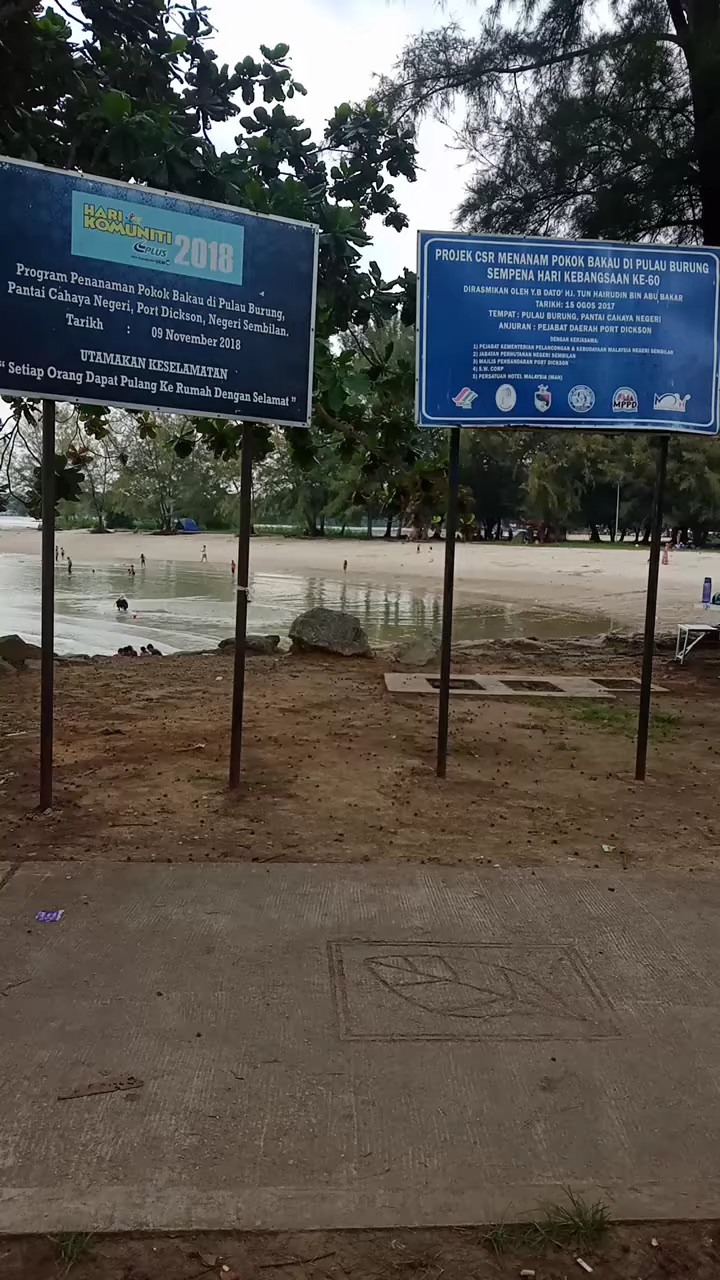 HARI
KOMUNITI
PLUS 2018
Program Penanaman Pokok Bakau di Pulau Burung,
Pantai Cahaya Negeri, Port Dickson, Negeri Sembilan.
Tarikh : 09 November 2018
UTAMAKAN KESELAMATAN
“ Setiap Orang Dapat Pulang Ke Rumah Dengan Selamat ”
PROJEK CSR MENANAM POKOK BAKAU DI PULAU BURUNG
SEMPENA HARI KEBANGSAAN KE-60
DIRASMIKAN OLEH Y.B DATO' HJ. TUN HAIRUDIN BIN ABU BAKAR
TARIKH: 15 OGOS 2017
TEMPAT : PULAU BURUNG, PANTAI CAHAYA NEGERI
ANJURAN : PEJABAT DAERAH PORT DICKSON
DENGAN KERJASAMA:
1) PEJABAT KEMENTERIAN PELANCONGAN & KEBUDAYAAN MALAYSIA NEGERI SEMBILAN
2) JABATAN PERHUTANAN NEGERI SEMBILAN
3) MAJLIS PERBANDARAN PORT DICKSON
4) S.W. CORP
5) PERSATUAN HOTEL MALAYSIA (MAH)
MPPD